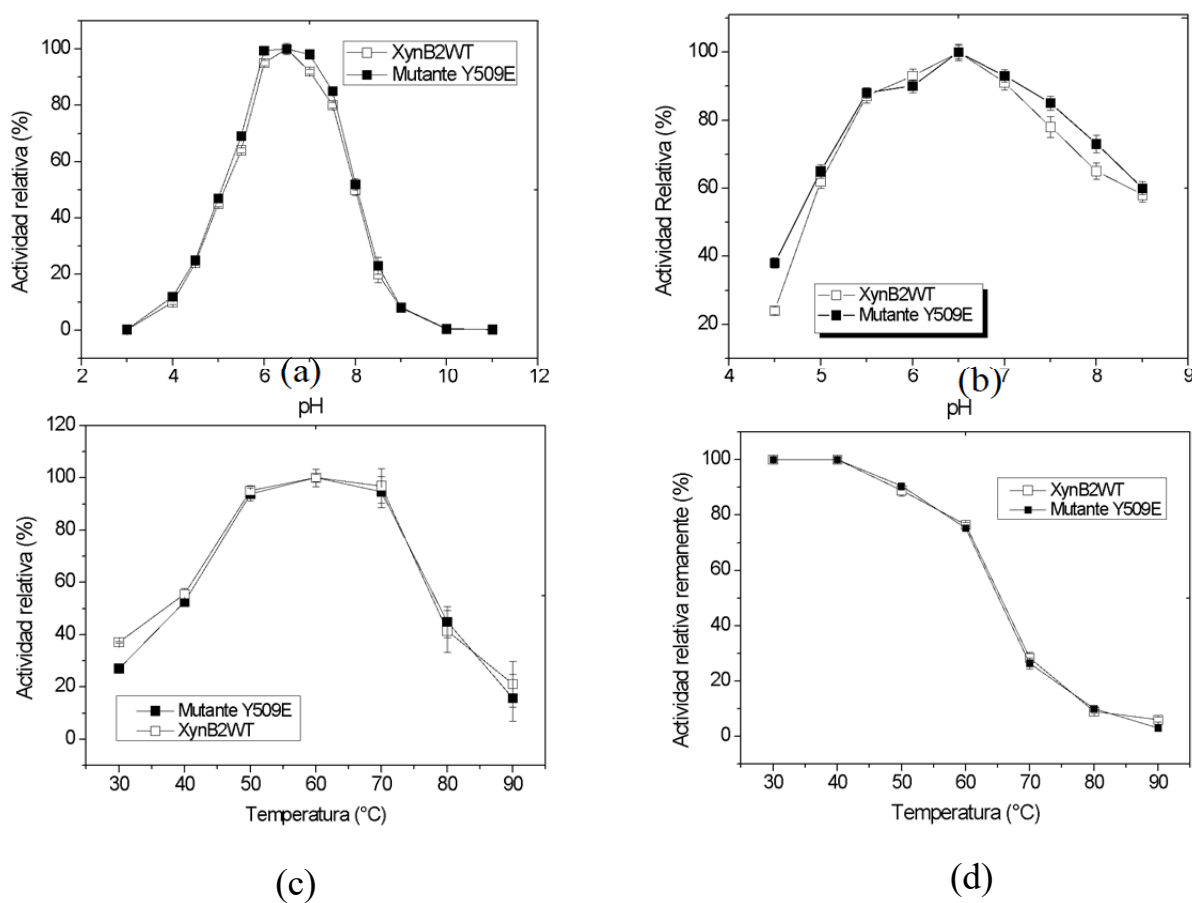 Actividad relativa (%)
100
80
60
40
20
0
XynB2WT
Mutante Y509E
2
4
6
8
10
12
(a)
pH
Actividad Relativa (%)
100
80
60
40
20
XynB2WT
Mutante Y509E
4
5
6
7
8
9
(b)
pH
Actividad relativa (%)
120
100
80
60
40
20
0
Mutante Y509E
XynB2WT
30
40
50
60
70
80
90
Temperatura (°C)
(c)
Actividad relativa remanente (%)
100
80
60
40
20
0
XynB2WT
Mutante Y509E
30
40
50
60
70
80
90
Temperatura (°C)
(d)